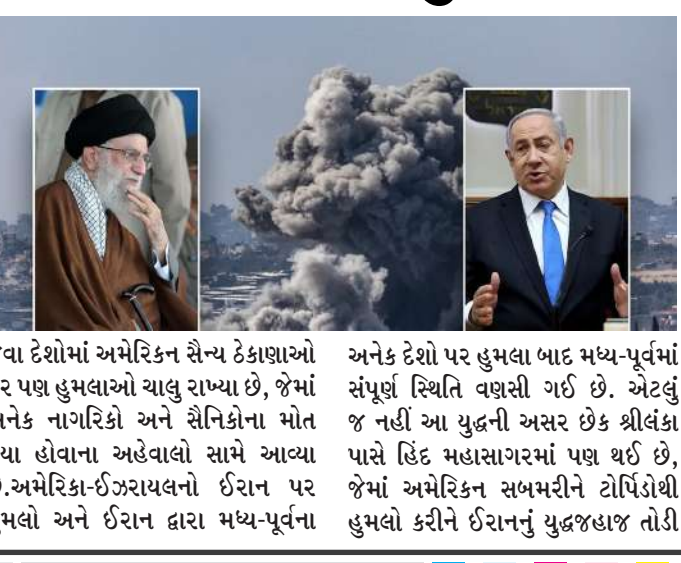 દેશોમાં અમેરિકન સૈન્ય ઠેકાણાઓ
પણ હુમલાઓ ચાલુ રાખ્યા છે, જેમાં
નાગરિકો અને સૈનિકોના મોત
હોવાના અહેવાલો સામે આવ્યા
અમેરિકા-ઈઝરાયલનો ઈરાન પર
અને ઈરાન દ્વારા મધ્ય-પૂર્વના
અનેક દેશો પર હુમલા બાદ મધ્ય-પૂર્વમાં
સંપૂર્ણ સ્થિતિ વણસી ગઈ છે. એટલું
જ નહીં આ યુદ્ધની અસર છેક શ્રીલંકા
પાસે હિંદ મહાસાગરમાં પણ થઈ છે,
જેમાં અમેરિકન સબમરીને ટોર્પિડોથી
હુમલો કરીને ઈરાનનું યુદ્ધજહાજ તોડી